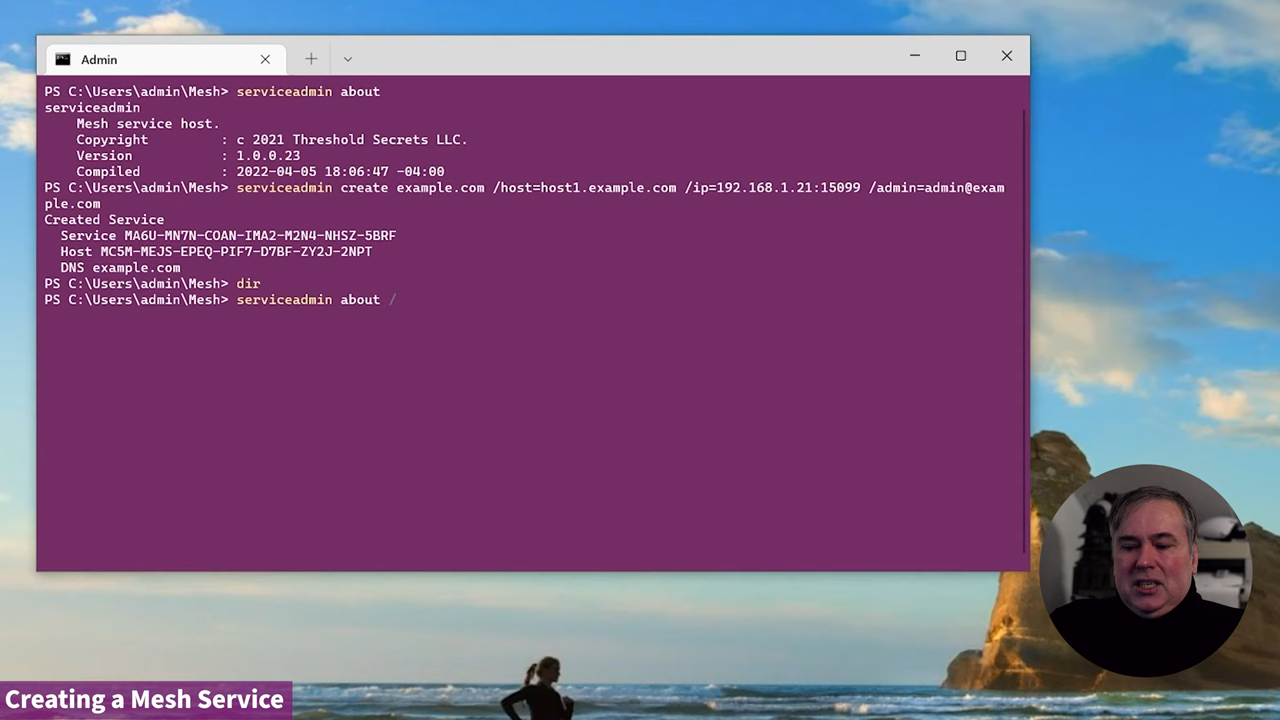 Admin
PS C:\Users\admin\Mesh> serviceadmin about
serviceadmin
    Mesh service host.
    Copyright         : c 2021 Threshold Secrets LLC.
    Version           : 1.0.0.23
    Compiled          : 2022-04-05 18:06:47 -04:00
PS C:\Users\admin\Mesh> serviceadmin create example.com /host=host1.example.com /ip=192.168.1.21:15099 /admin=admin@exam
ple.com
Created Service
  Service MA6U-MN7N-COAN-IMA2-M2N4-NHSZ-5BRF
  Host MC5M-MEJS-EPEQ-PIF7-D7BF-ZY2J-2NPT
  DNS example.com
PS C:\Users\admin\Mesh> dir
PS C:\Users\admin\Mesh> serviceadmin about /
Creating a Mesh Service